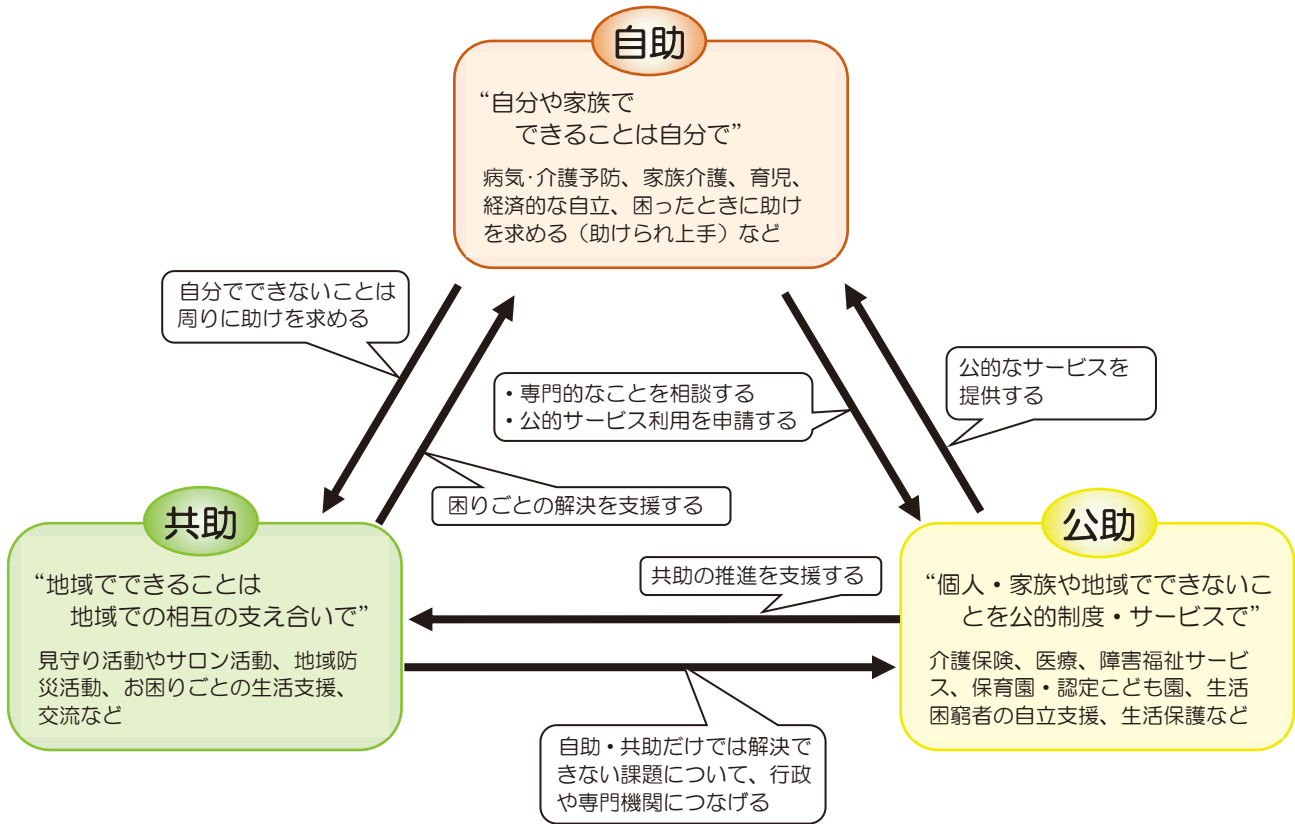 自助
“自分や家族で
できることは自分で”
病気・介護予防、家族介護、育児、
経済的な自立、困ったときに助け
を求める（助けられ上手）など
自分でできないことは
周りに助けを求める
・専門的なことを相談する
・公的サービス利用を申請する
公的なサービスを
提供する
困りごとの解決を支援する
共助
“地域でできることは
地域での相互の支え合いで”
見守り活動やサロン活動、地域防
災活動、お困りごとの生活支援、
交流など
共助の推進を支援する
公助
“個人・家族や地域でできないこ
とを公的制度・サービスで”
介護保険、医療、障害福祉サービ
ス、保育園・認定こども園、生活
困窮者の自立支援、生活保護など
自助・共助だけでは解決で
きない課題について、行政
や専門機関につなげる